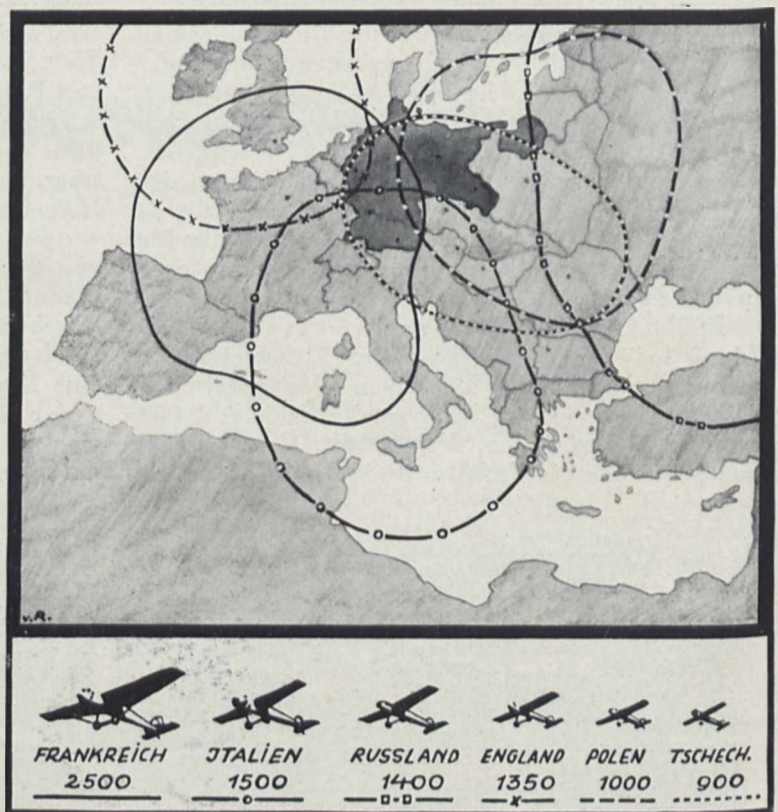 v.R.
FRANKREICH JTALIEN RUSSLAND ENGLAND POLEN TSCHECH.
2500 1500 1400 1350 1000 900